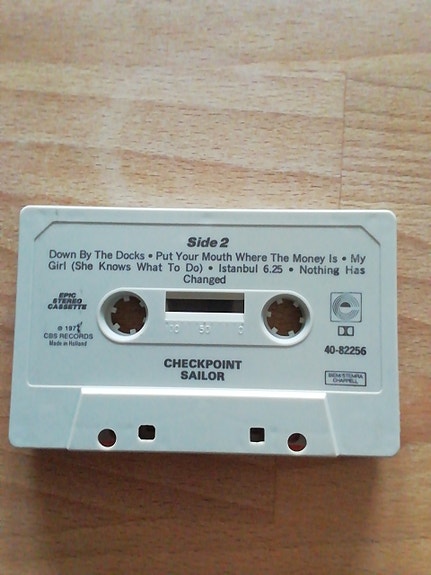 Side 2
Down By The Docks • Put Your Mouth Where The Money Is • My
Girl (She Knows What To Do) • Istanbul 6.25 • Nothing Has
Changed
EPIC
STEREO
CASSETTE
CBS RECORDS
Made in Holland
100 50 0
40-82256
CHECKPOINT
SAILOR
BIEM/STEMRA
CHAPPELL